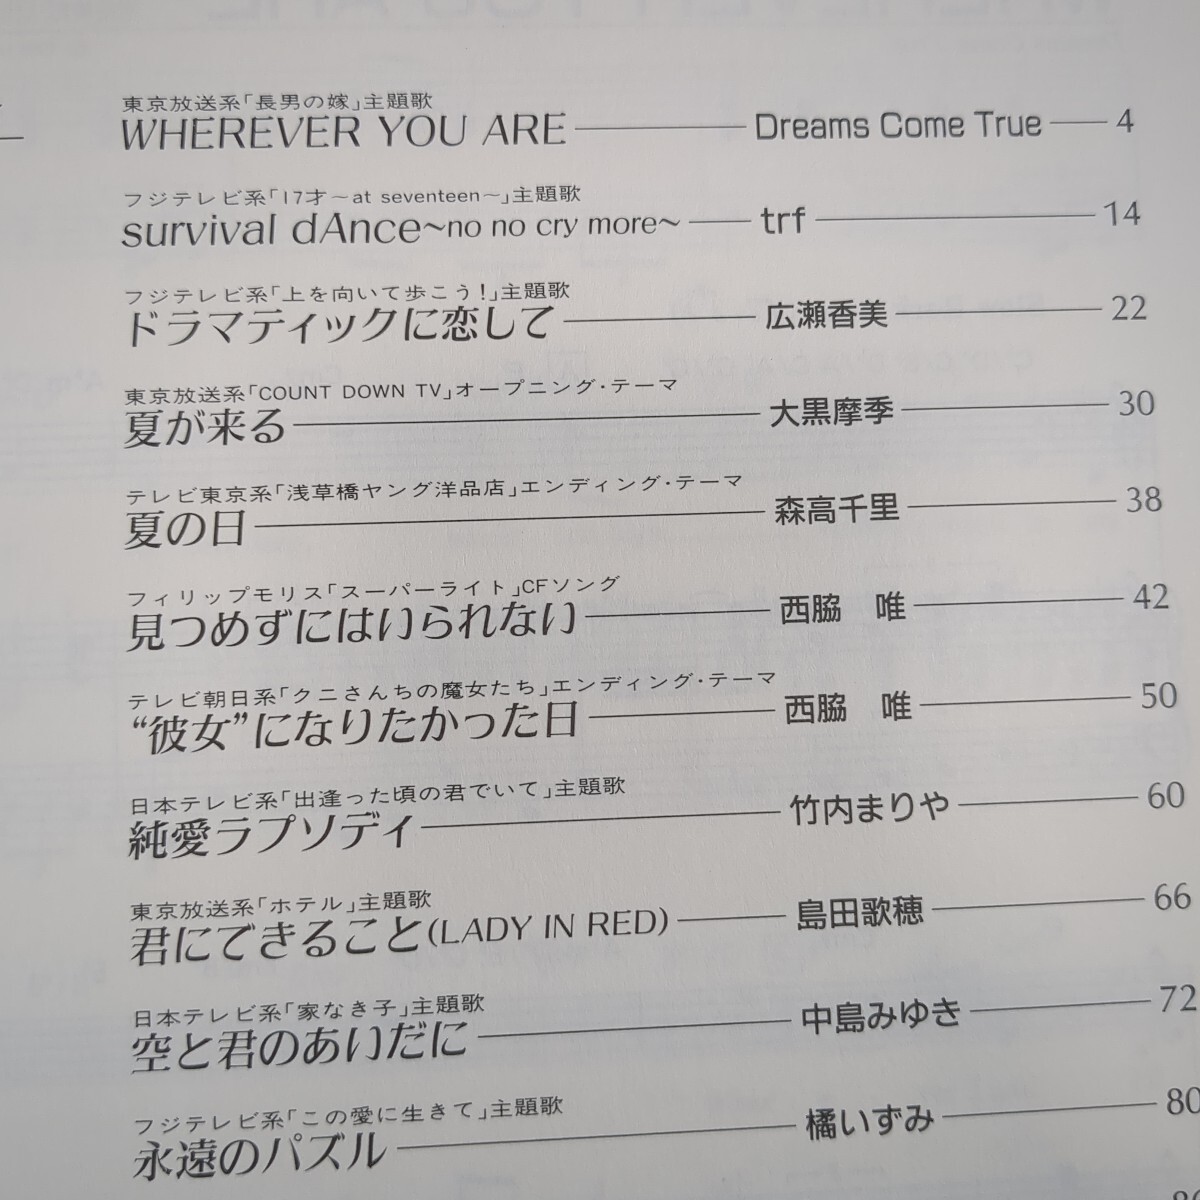 東京放送系「長男の嫁」主題歌
WHEREVER YOU ARE Dreams Come True 4
フジテレビ系「17才〜at seventeen〜」主題歌
survival dAnce〜no no cry more〜 trf 14
フジテレビ系「上を向いて歩こう!」主題歌
ドラマティックに恋して 広瀬香美 22
東京放送系「COUNT DOWN TV」オープニング・テーマ
夏が来る 大黒摩季 30
テレビ東京系「浅草橋ヤング洋品店」エンディング・テーマ
夏の日 森高千里 38
フィリップモリス「スーパーライト」CFソング
見つめずにはいられない 西脇 唯 42
テレビ朝日系「クニさんちの魔女たち」エンディング・テーマ
“彼女”になりたかった日 西脇 唯 50
日本テレビ系「出逢った頃の君でいて」主題歌
純愛ラプソディ 竹内まりや 60
東京放送系「ホテル」主題歌
君にできること(LADY IN RED) 島田歌穂 66
日本テレビ系「家なき子」主題歌
空と君のあいだに 中島みゆき 72
フジテレビ系「この愛に生きて」主題歌
永遠のパズル 橘いずみ 80